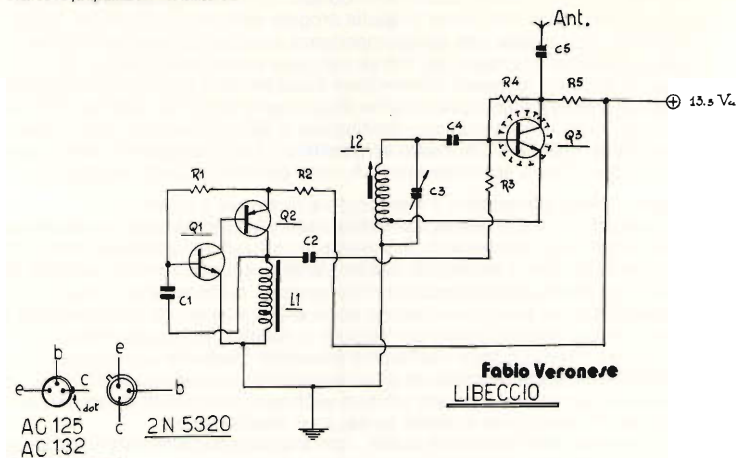 Ant.
C5
R4
R5
13.5 V
C4
Q3
L2
C3
R3
R1
R2
Q2
Q1
C2
C1
L1
b
e
c
dot
e
b
c
AC 125
AC 132
2N 5320
Fabio Veronese
LIBECCIO